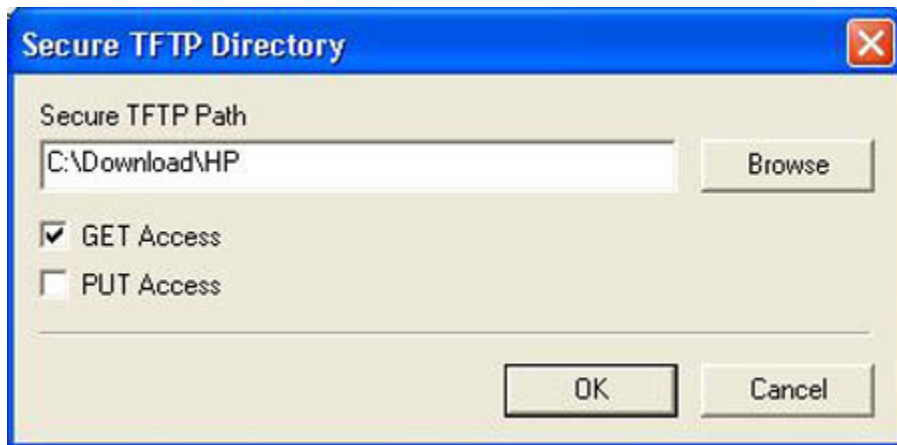 Secure TFTP Directory
Secure TFTP Path
C:\Download\HP
Browse
GET Access
PUT Access
OK
Cancel